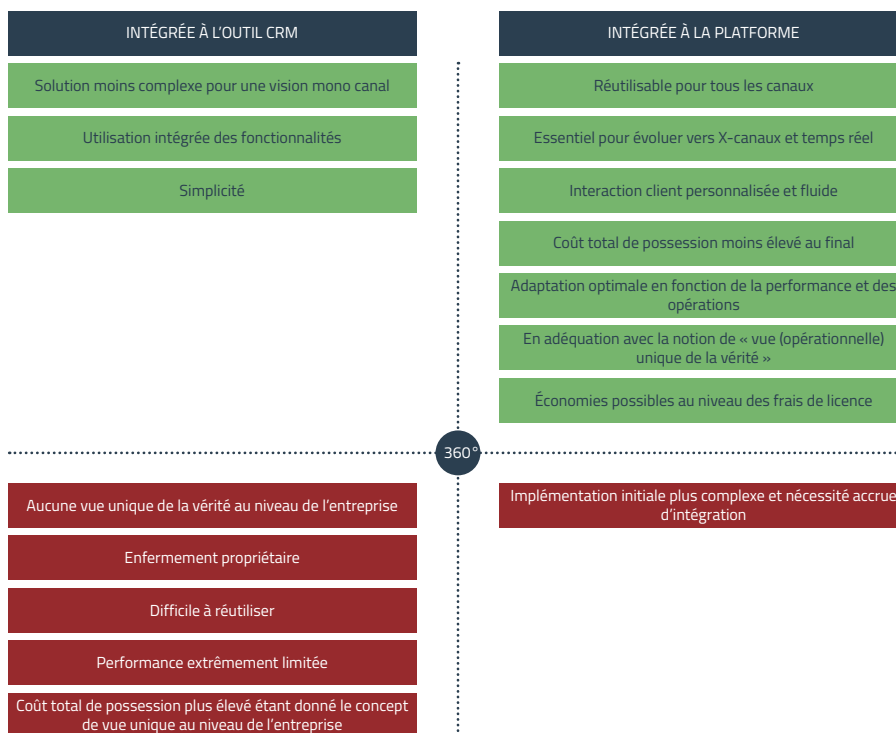 INTÉGRÉE À L'OUTIL CRM
Solution moins complexe pour une vision mono canal
Utilisation intégrée des fonctionnalités
Simplicité
INTÉGRÉE À LA PLATFORME
Réutilisable pour tous les canaux
Essentiel pour évoluer vers X-canaux et temps réel
Interaction client personnalisée et fluide
Coût total de possession moins élevé au final
Adaptation optimale en fonction de la performance et des
opérations
En adéquation avec la notion de « vue (opérationnelle)
unique de la vérité »
Économies possibles au niveau des frais de licence
360°
Aucune vue unique de la vérité au niveau de l'entreprise
Enfermement propriétaire
Difficile à réutiliser
Performance extrêmement limitée
Coût total de possession plus élevé étant donné le concept
de vue unique au niveau de l'entreprise
Implémentation initiale plus complexe et nécessité accrue
d'intégration